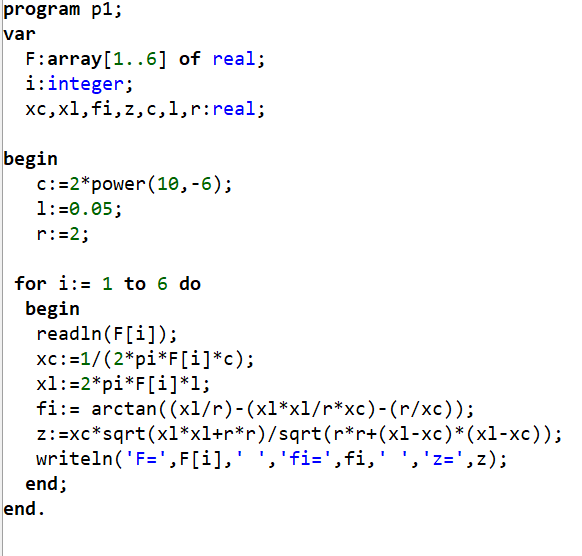 program p1;
var
F:array[1..6] of real;
i:integer;
xc,xl,fi,z,c,l,r:real;
begin
c:=2*power(10,-6);
l:=0.05;
r:=2;
for i:= 1 to 6 do
begin
readln(F[i]);
xc:=1/(2*pi*F[i]*c);
xl:=2*pi*F[i]*l;
fi:= arctan((xl/r)-(xl*xl/r*xc)-(r/xc));
z:=xc*sqrt(xl*xl+r*r)/sqrt(r*r+(xl-xc)*(xl-xc));
writeln('F=',F[i],' ','fi=',fi,' ','z=',z);
end;
end.